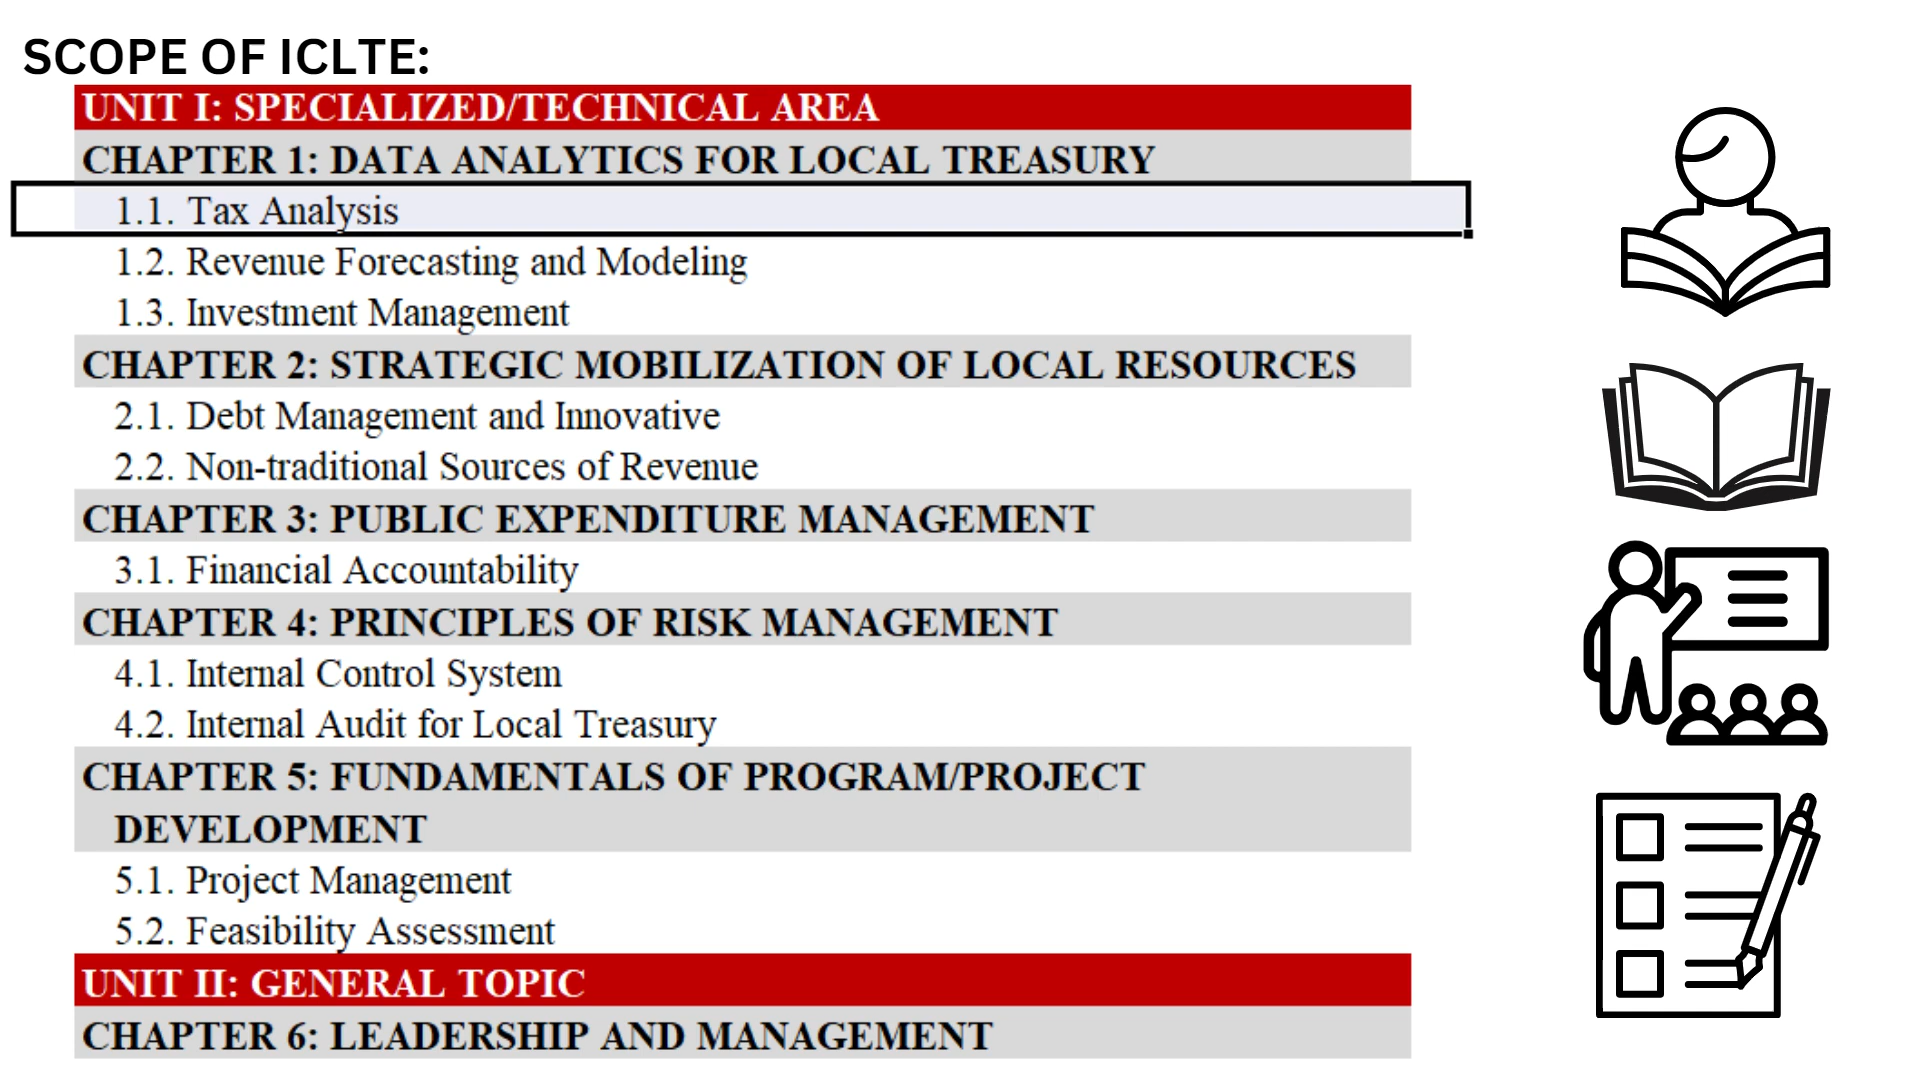 SCOPE OF ICLTE:
UNIT I: SPECIALIZED/TECHNICAL AREA
CHAPTER 1: DATA ANALYTICS FOR LOCAL TREASURY
1.1. Tax Analysis
1.2. Revenue Forecasting and Modeling
1.3. Investment Management
CHAPTER 2: STRATEGIC MOBILIZATION OF LOCAL RESOURCES
2.1. Debt Management and Innovative
2.2. Non-traditional Sources of Revenue
CHAPTER 3: PUBLIC EXPENDITURE MANAGEMENT
3.1. Financial Accountability
CHAPTER 4: PRINCIPLES OF RISK MANAGEMENT
4.1. Internal Control System
4.2. Internal Audit for Local Treasury
CHAPTER 5: FUNDAMENTALS OF PROGRAM/PROJECT
DEVELOPMENT
5.1. Project Management
5.2. Feasibility Assessment
UNIT II: GENERAL TOPIC
CHAPTER 6: LEADERSHIP AND MANAGEMENT